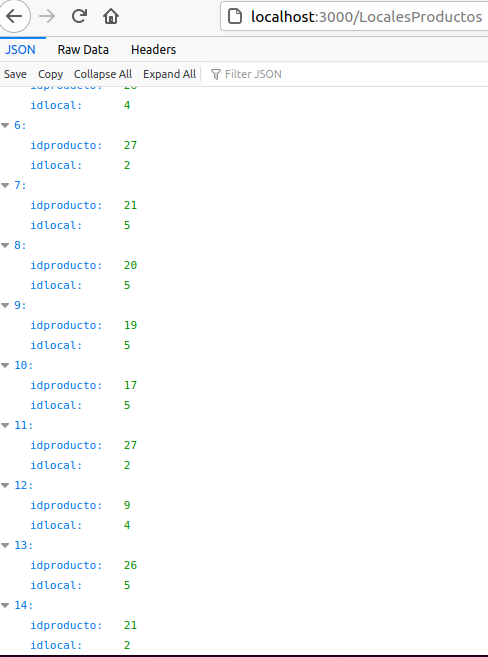 localhost:3000/LocalesProductos
JSON Raw Data Headers
Save Copy Collapse All Expand All Filter JSON
idlocal: 4
6:
idproducto: 27
idlocal: 2
7:
idproducto: 21
idlocal: 5
8:
idproducto: 20
idlocal: 5
9:
idproducto: 19
idlocal: 5
10:
idproducto: 17
idlocal: 5
11:
idproducto: 27
idlocal: 2
12:
idproducto: 9
idlocal: 4
13:
idproducto: 26
idlocal: 5
14:
idproducto: 21
idlocal: 2